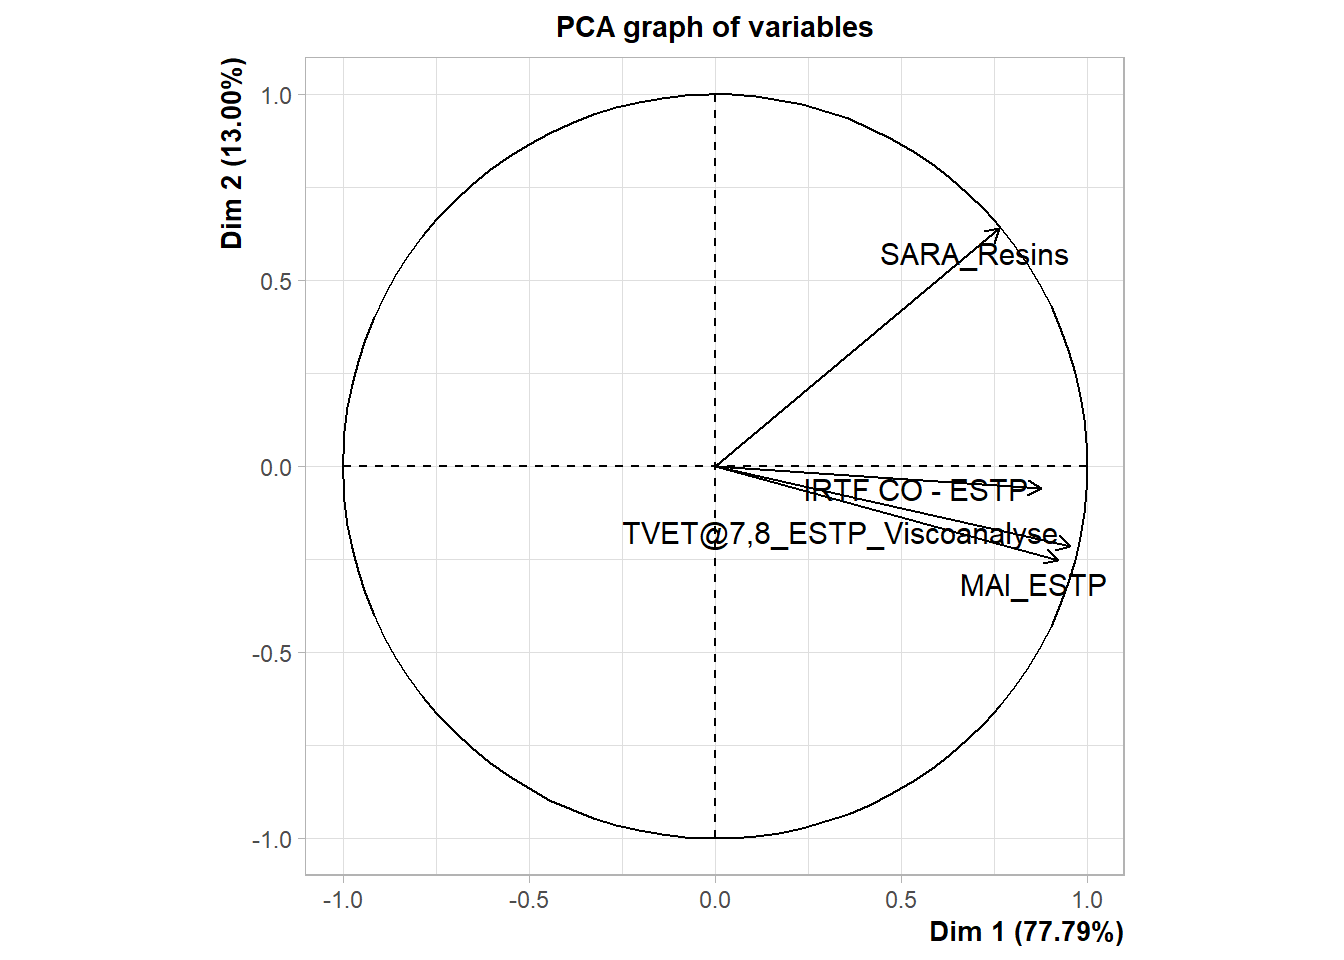 PCA graph of variables
Dim 2 (13.00%)
1.0
0.5
0.0
-0.5
-1.0
SARA_Resins
IRTF CO - ESTP
TVET@7,8_ESTP_Viscoanalyse
MAI_ESTP
-1.0
-0.5
0.0
0.5
1.0
Dim 1 (77.79%)